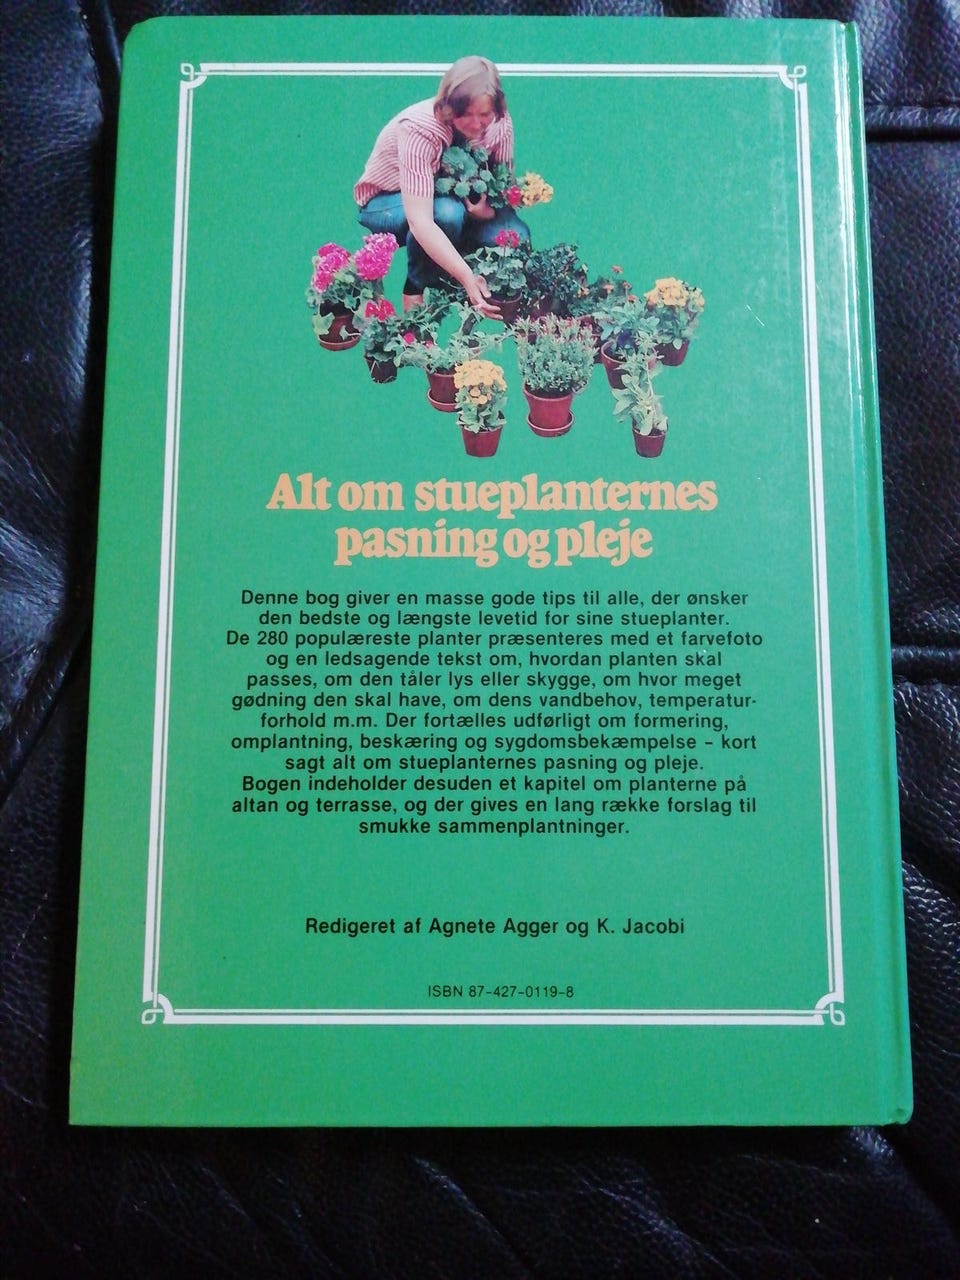 Alt om stueplanternes
pasning og pleje
Denne bog giver en masse gode tips til alle, der ønsker
den bedste og længste levetid for sine stueplanter.
De 280 populæreste planter præsenteres med et farvefoto
og en ledsagende tekst om, hvordan planten skal
passes, om den tåler lys eller skygge, om hvor meget
gødning den skal have, om dens vandbehov, temperatur-
forhold m.m. Der fortælles udførligt om formering,
omplantning, beskæring og sygdomsbekæmpelse – kort
sagt alt om stueplanternes pasning og pleje.
Bogen indeholder desuden et kapitel om planterne på
altan og terrasse, og der gives en lang række forslag til
smukke sammenplantninger.
Redigeret af Agnete Agger og K. Jacobi
ISBN 87-427-0119-8